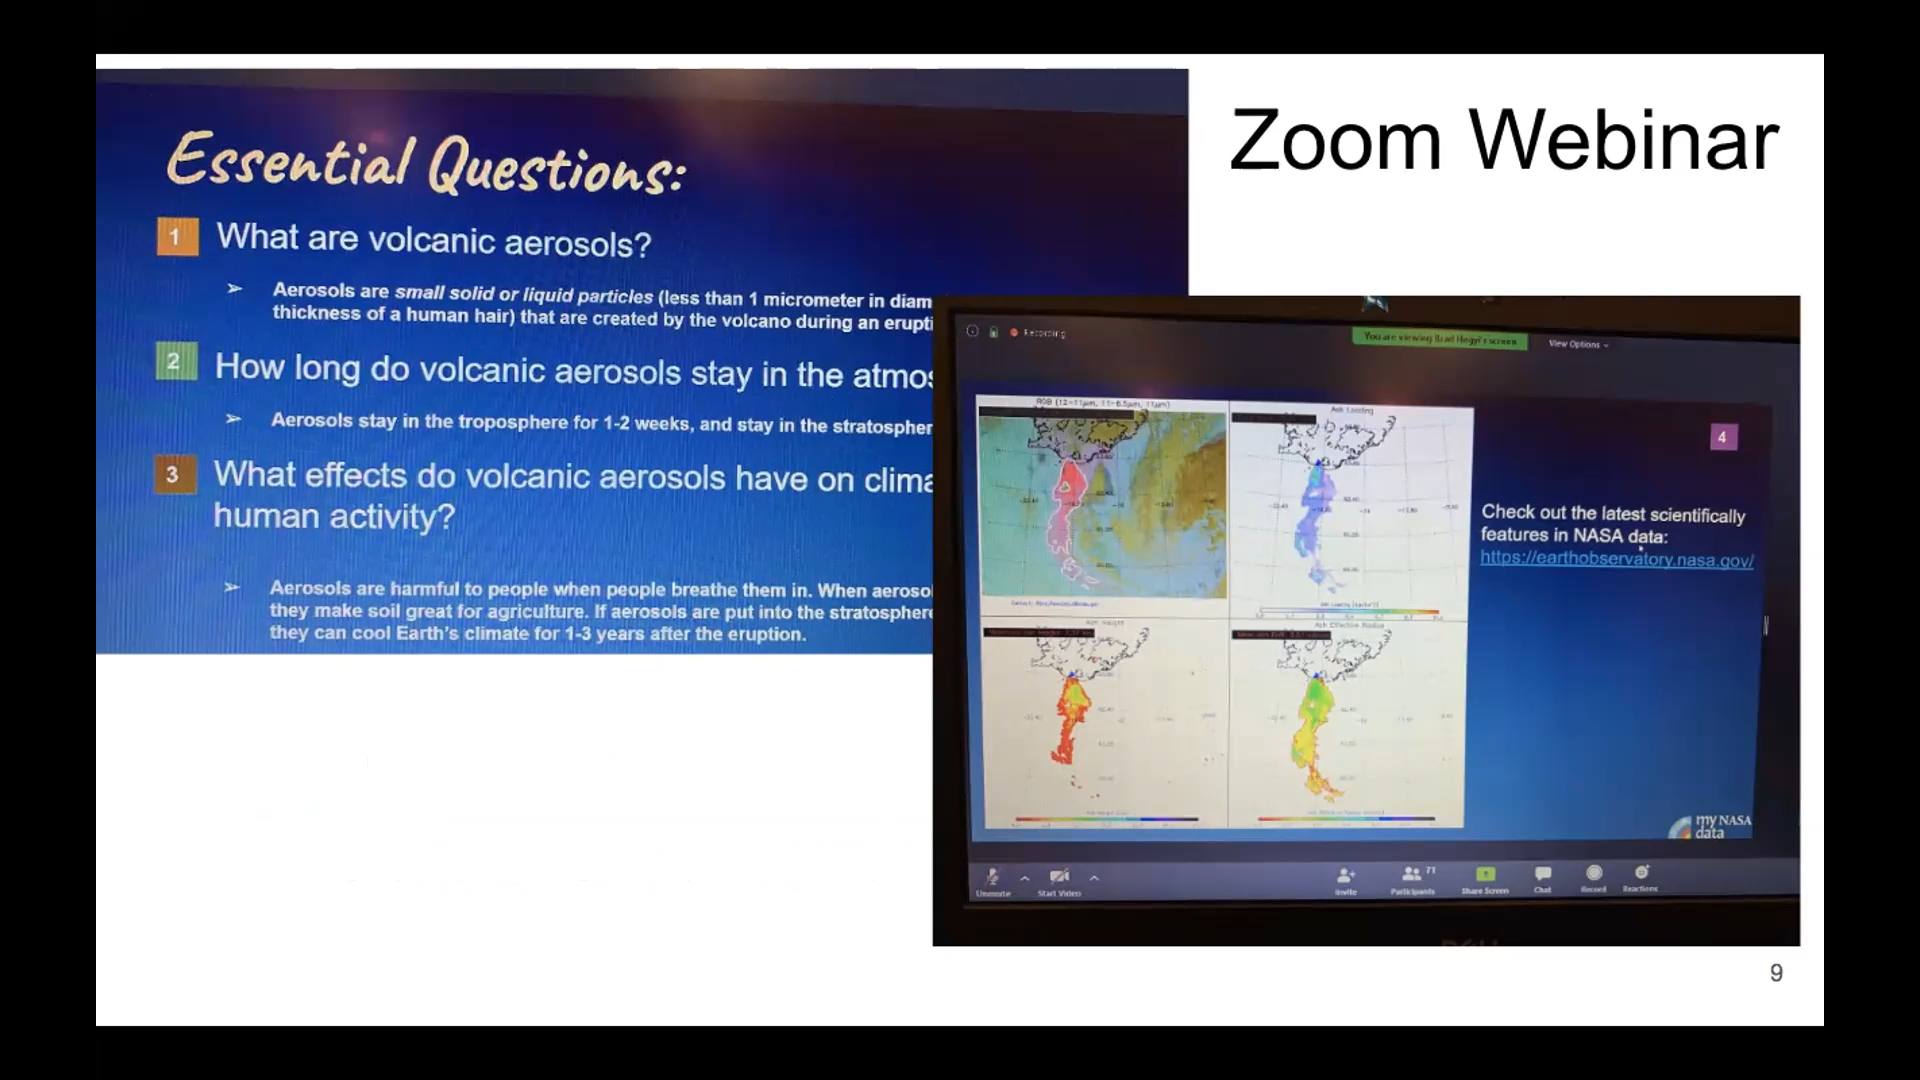 Zoom Webinar
Essential Questions:
1 What are volcanic aerosols?
➢ Aerosols are small solid or liquid particles (less than 1 micrometer in diam
thickness of a human hair) that are created by the volcano during an erupti
2 How long do volcanic aerosols stay in the atmos
➢ Aerosols stay in the troposphere for 1-2 weeks, and stay in the stratospher
3 What effects do volcanic aerosols have on clima
human activity?
➢ Aerosols are harmful to people when people breathe them in. When aeroso
they make soil great for agriculture. If aerosols are put into the stratosphere
they can cool Earth's climate for 1-3 years after the eruption.
Recording
You are viewing Brad Hegyi's screen
View Options
RGB (12-11µm, 11-8.5µm, 11µm)
Ash Loading
4
Check out the latest scientifically
features in NASA data:
https://earthobservatory.nasa.gov/
Ash Height
Ash Effective Radius
my NASA
data
Unmute
Start Video
Invite
Participants
71
Share Screen
Chat
Record
Reactions
9